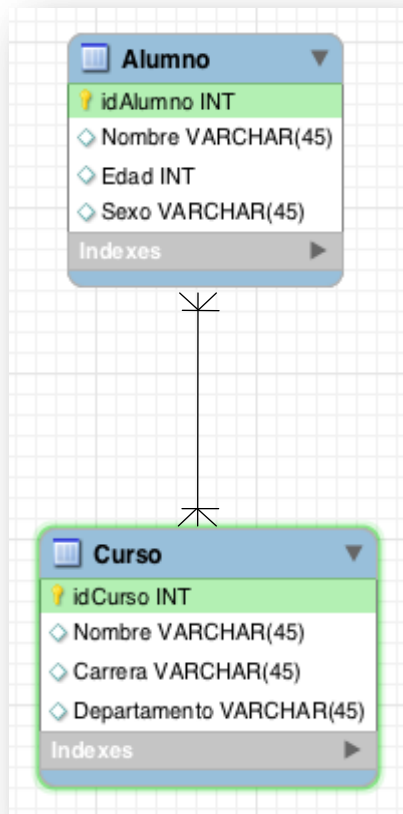 Alumno
idAlumno INT
Nombre VARCHAR(45)
Edad INT
Sexo VARCHAR(45)
Indexes
Curso
idCurso INT
Nombre VARCHAR(45)
Carrera VARCHAR(45)
Departamento VARCHAR(45)
Indexes